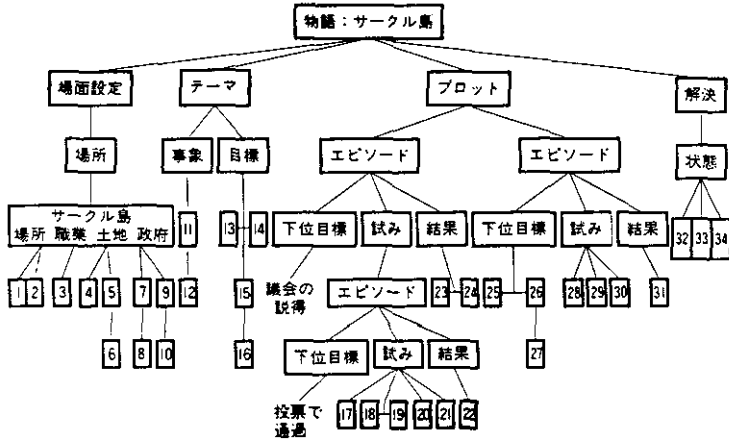 物語：サークル島
場面設定 テーマ プロット 解決
場所 事象 目標 エピソード エピソード 状態
サークル島
場所 職業 土地 政府
11 13 14 下位目標 試み 結果 下位目標 試み 結果 32 33 34
1 2 3 4 5 7 9 12 15 議会の
説得 エピソード 23 24 25 26 28 29 30 31
6 8 10 16 下位目標 試み 結果 27
投票で
通過 17 18 19 20 21 22